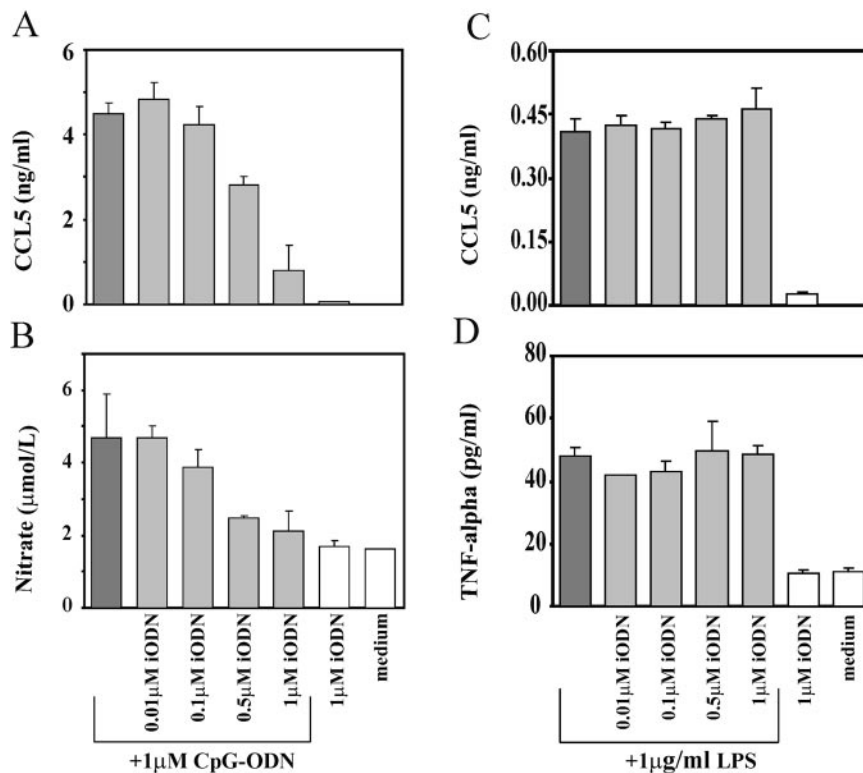 A
6
4
2
0
CCL5 (ng/ml)
B
6
4
2
0
Nitrate (μmol/L)
0.01μM iODN
0.1μM iODN
0.5μM iODN
1μM iODN
1μM iODN
medium
+1μM CpG-ODN
C
0.60
0.45
0.30
0.15
0.00
CCL5 (ng/ml)
D
80
60
40
20
0
TNF-alpha (pg/ml)
0.01μM iODN
0.1μM iODN
0.5μM iODN
1μM iODN
1μM iODN
medium
+1μg/ml LPS